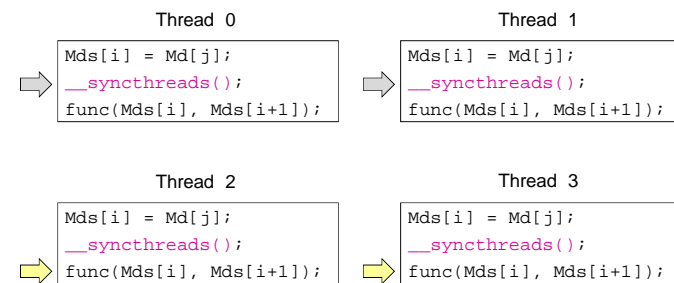 Thread 0
Mds[i] = Md[j];
__syncthreads();
func(Mds[i], Mds[i+1]);
Thread 1
Mds[i] = Md[j];
__syncthreads();
func(Mds[i], Mds[i+1]);
Thread 2
Mds[i] = Md[j];
__syncthreads();
func(Mds[i], Mds[i+1]);
Thread 3
Mds[i] = Md[j];
__syncthreads();
func(Mds[i], Mds[i+1]);